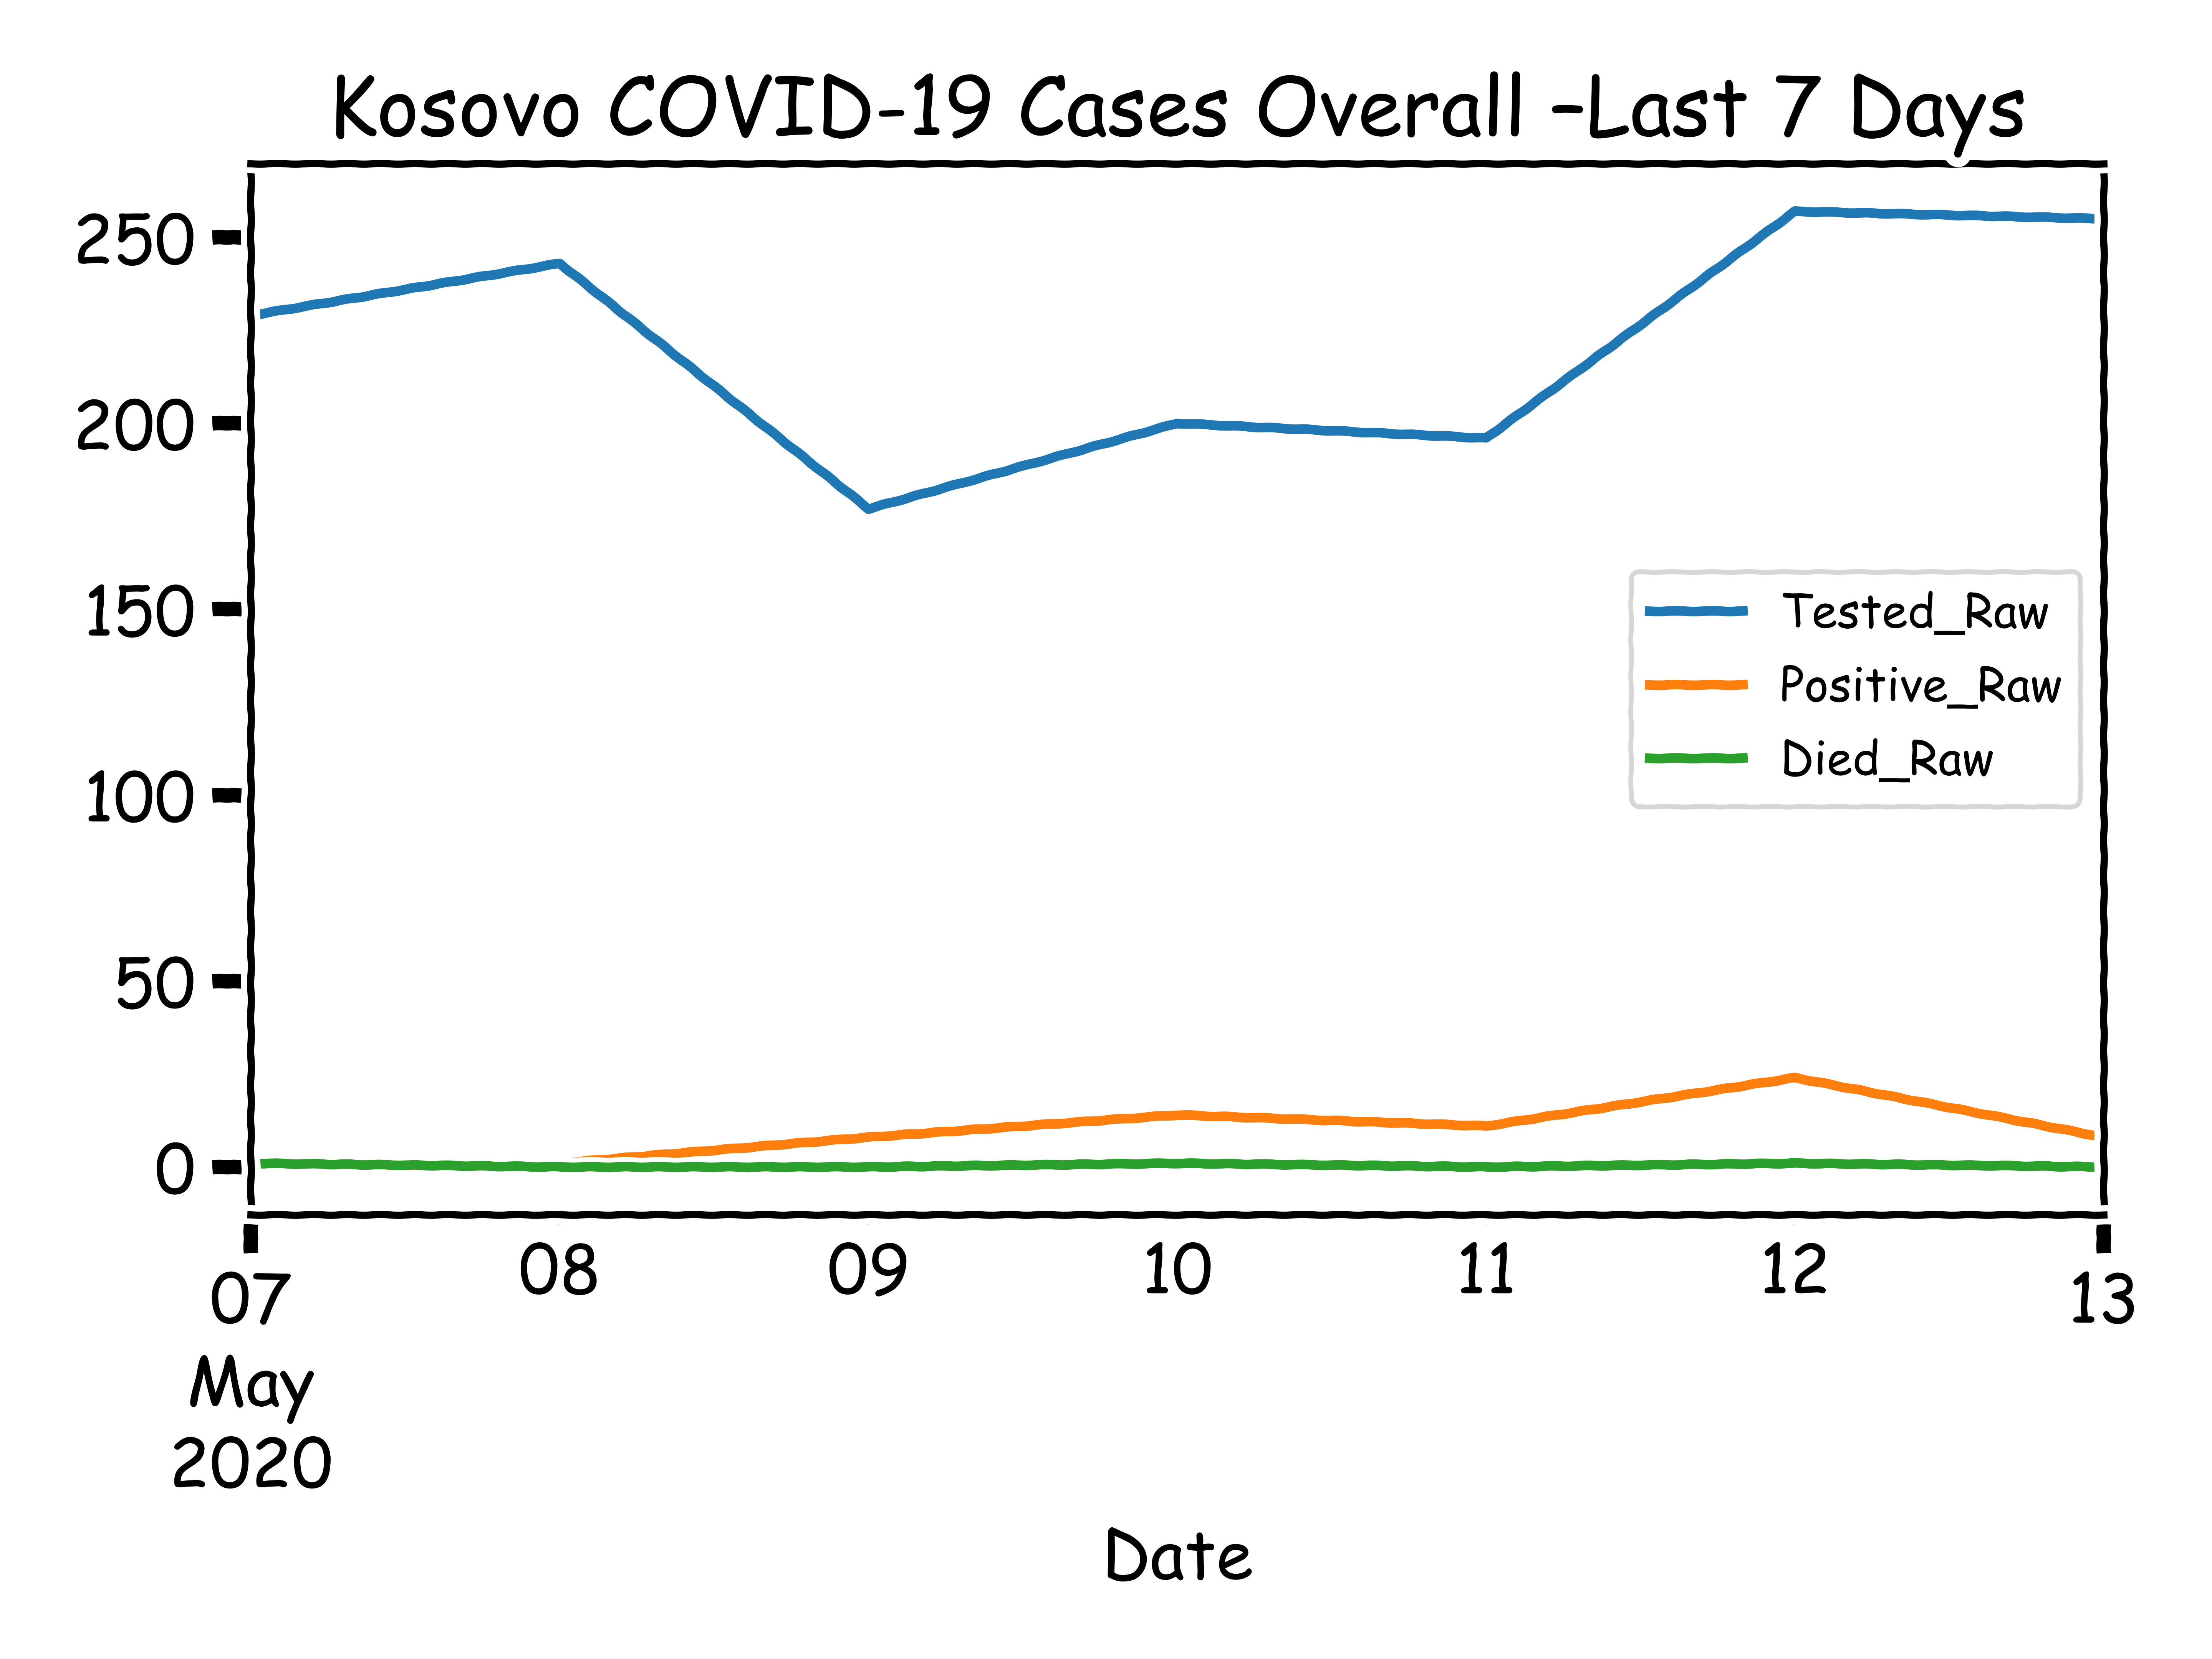 Kosovo COVID-19 Cases Overall -Last 7 Days
250
200
150
100
50
0
Tested_Raw
Positive_Raw
Died_Raw
07 08 09 10 11 12 13
May
2020
Date